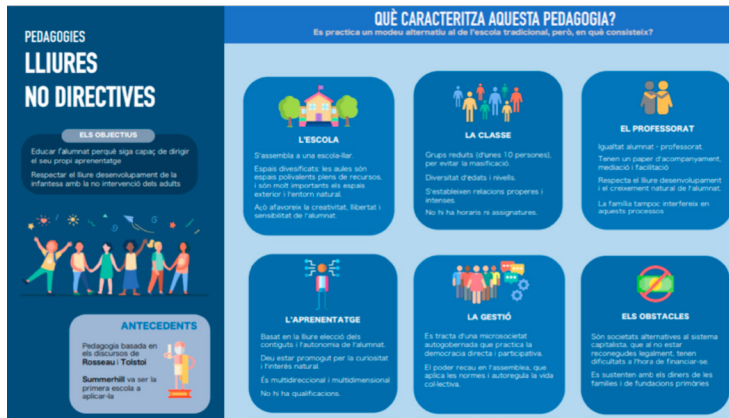 PEDAGOGIES
LLIURES
NO DIRECTIVES
ELS OBJECTIUS
Educar l'alumnat perquè siga capaç de dirigir
el seu propi aprenentatge
Respectar el lliure desenvolupament de la
infantesa amb la no intervenció dels adults
ANTECEDENTS
Pedagogia basada en
els discursos de
Rosseau i Tolstoi
Summerhill va ser la
primera escola a
aplicar-la
QUÈ CARACTERITZA AQUESTA PEDAGOGIA?
Es practica un modeu alternatiu al de l'escola tradicional, però, en què consisteix?
L'ESCOLA
S'assembla a una escola-llar.
Espais diversificats: les aules són
espais polivalents plens de recursos,
i són molt importants els espais
exterior i l'entorn natural.
Açò afavoreix la creativitat, llibertat i
sensibilitat de l'alumnat.
LA CLASSE
Grups reduïts (d'unes 10 persones),
per evitar la masificació.
Diversitat d'edats i nivells.
S'estableixen relacions properes i
intenses.
No hi ha horaris ni assignatures.
EL PROFESSORAT
Igualtat alumnat - professorat.
Tenen un paper d'acompanyament,
mediació i facilitació
Respecta el lliure desenvolupament
i el creixement natural de l'alumnat.
La família tampoc interfereix en
aquests processos
L'APRENENTATGE
Basat en la lliure elecció dels
contiguts i l'autonomia de l'alumnat.
Deu estar promogut per la curiositat
i l'interés natural.
És multidireccional i multidimensional
No hi ha qualificacions.
LA GESTIÓ
Es tracta d'una microsocietat
autogobernada que practica la
democràcia directa i participativa.
El poder recau en l'assemblea, que
aplica les normes i autoregula la vida
col·lectiva.
ELS OBSTACLES
Són societats alternatives al sistema
capitalista, que al no estar
reconegudes legalment, tenen
dificultats a l'hora de financiar-se.
Es sustenten amb els diners de les
famílies i de fundacions primàries